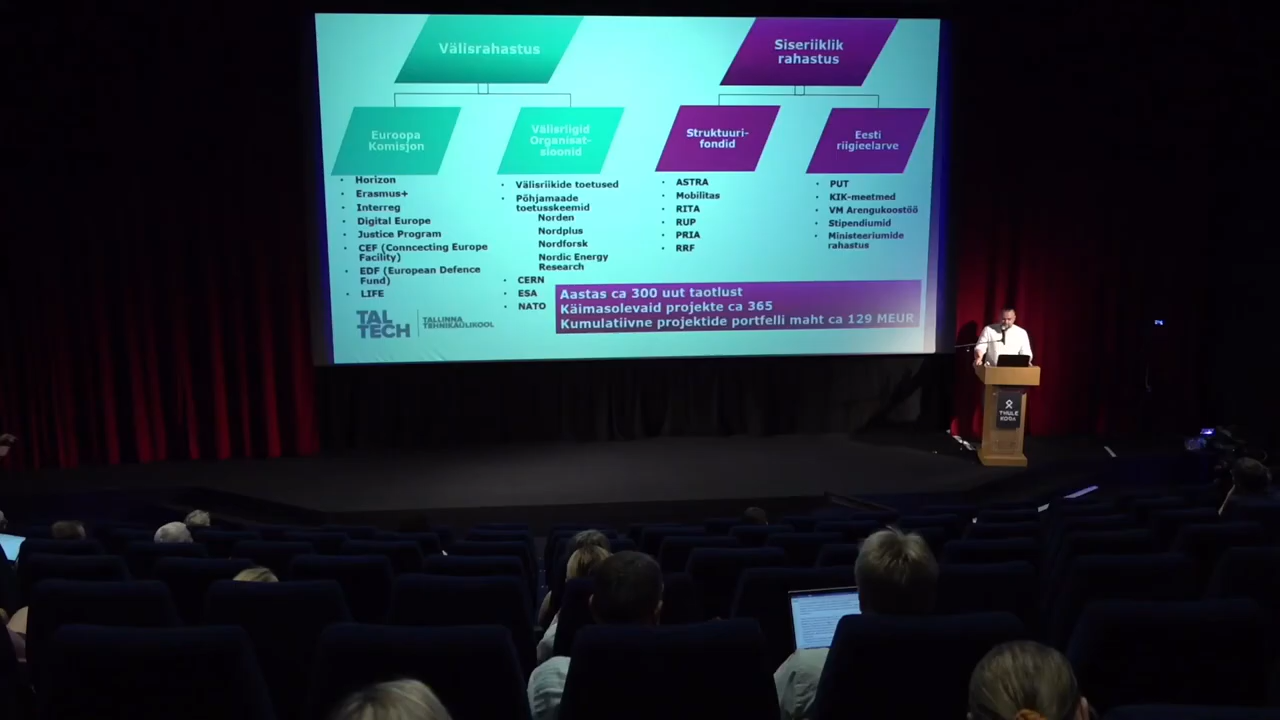 Välisrahastus
Siseriiklik
rahastus
Euroopa
Komisjon
Välisriigid
Organisat-
sioonid
Struktuuri-
fondid
Eesti
riigieelarve
• Horizon
• Erasmus+
• Interreg
• Digital Europe
• Justice Program
• CEF (Conncecting Europe
Facility)
• EDF (European Defence
Fund)
• LIFE
• Välisriikide toetused
• Põhjamaade
toetusskeemid
Norden
Nordplus
Nordforsk
Nordic Energy
Research
• CERN
• ESA
• NATO
• ASTRA
• Mobilitas
• RITA
• RUP
• PRIA
• RRF
• PUT
• KIK-meetmed
• VM Arengukoostöö
• Stipendiumid
• Ministeeriumide
rahastus
Aastas ca 300 uut taotlust
Käimasolevaid projekte ca 365
Kumulatiivne projektide portfelli maht ca 129 MEUR
TAL
TECH
TALLINNA
TEHNIKAÜLIKOOL
THULE
KODA